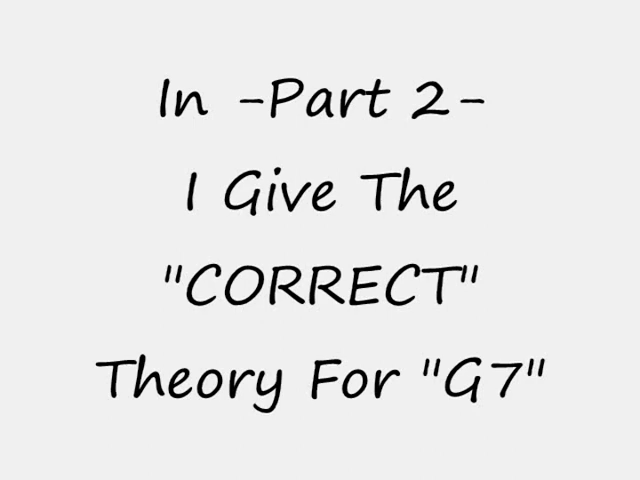 In -Part 2-
I Give The
"CORRECT"
Theory For "G7"